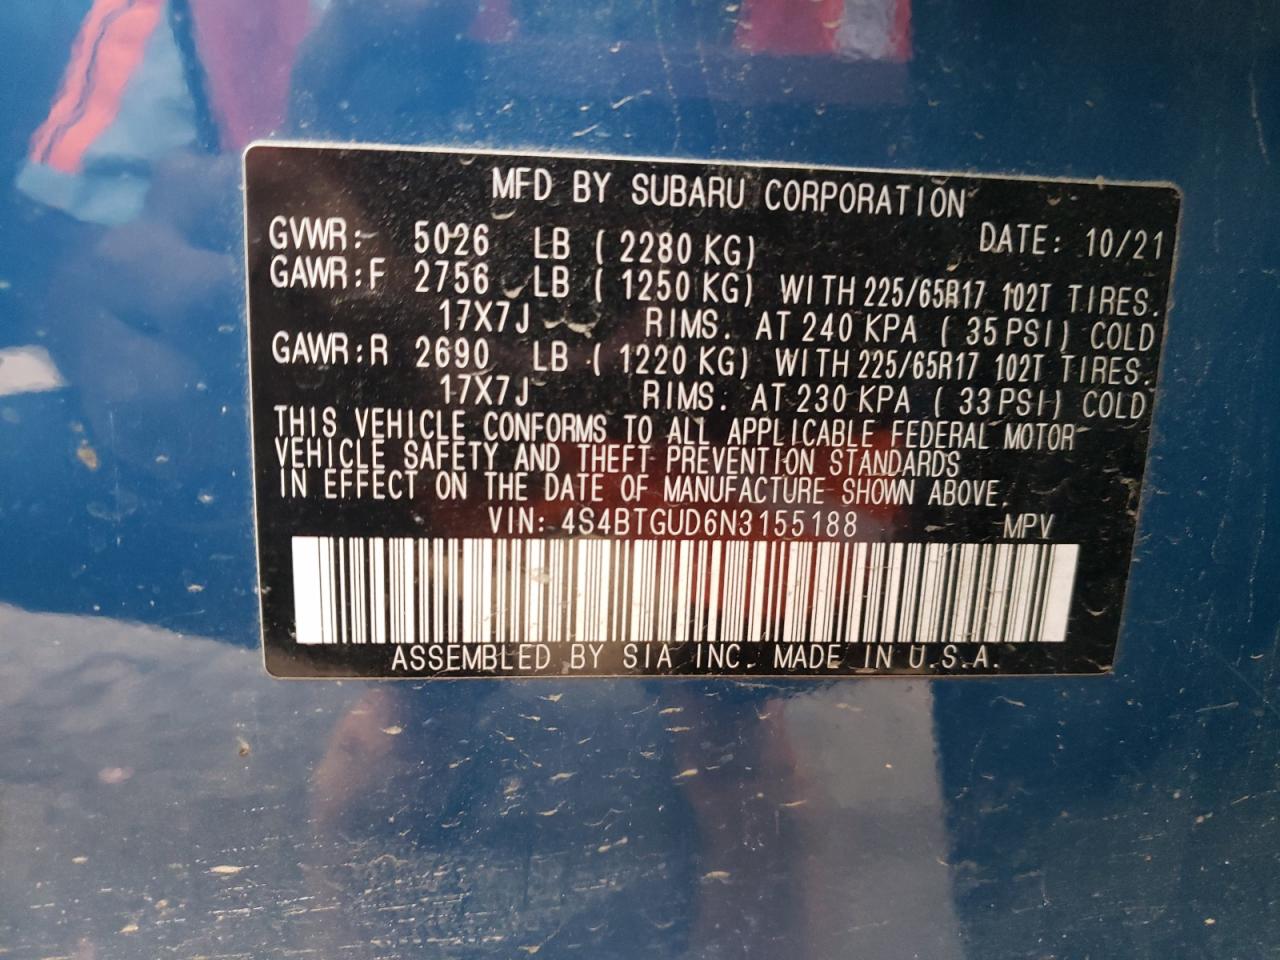 MFD BY SUBARU CORPORATION
GVWR: 5026 LB ( 2280 KG) DATE: 10/21
GAWR:F 2756 LB ( 1250 KG) WITH 225/65R17 102T TIRES.
17X7J RIMS. AT 240 KPA ( 35 PSI) COLD
GAWR:R 2690 LB ( 1220 KG) WITH 225/65R17 102T TIRES.
17X7J RIMS. AT 230 KPA ( 33 PSI) COLD
THIS VEHICLE CONFORMS TO ALL APPLICABLE FEDERAL MOTOR
VEHICLE SAFETY AND THEFT PREVENTION STANDARDS
IN EFFECT ON THE DATE OF MANUFACTURE SHOWN ABOVE.
VIN: 4S4BTGUD6N3155188 MPV
ASSEMBLED BY SIA INC. MADE IN U.S.A.